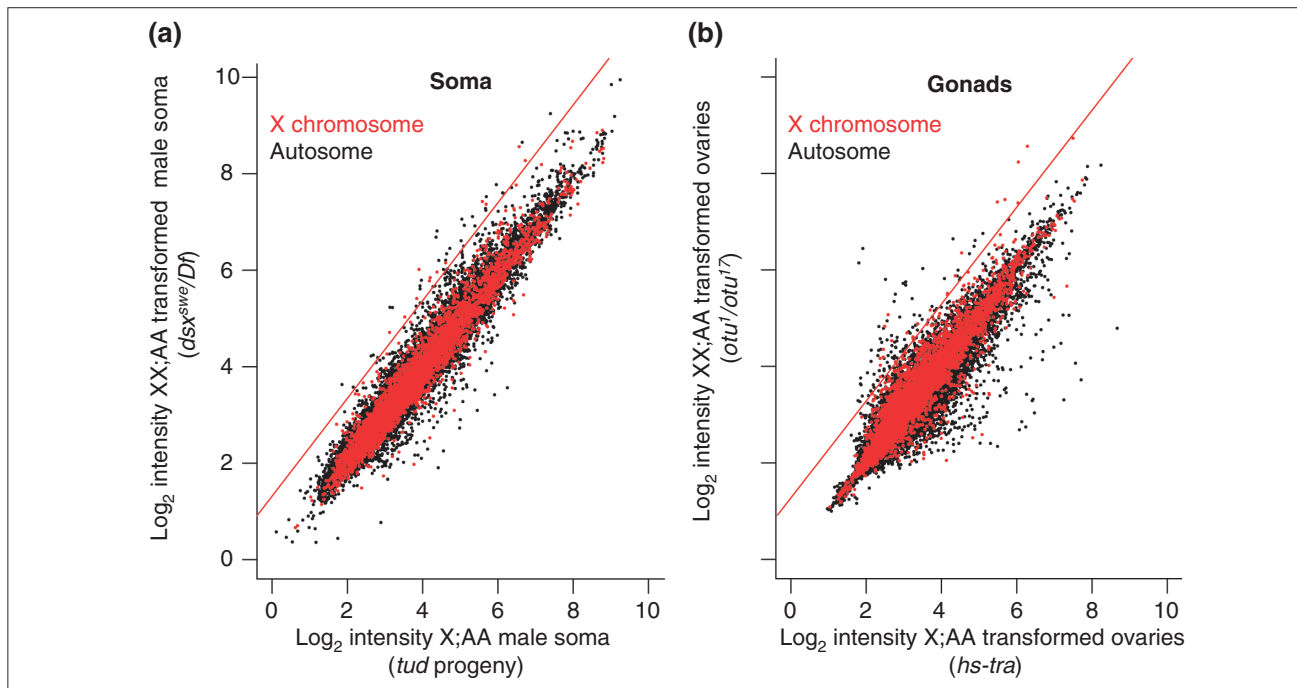 (a)
Soma
X chromosome
Autosome
Log₂ intensity XX;AA transformed male soma
(dsx^swe/Df)
10
8
6
4
2
0
0 2 4 6 8 10
Log₂ intensity X;AA male soma
(tud progeny)
(b)
Gonads
X chromosome
Autosome
Log₂ intensity XX;AA transformed ovaries
(otu¹/otu¹⁷)
0 2 4 6 8 10
Log₂ intensity X;AA transformed ovaries
(hs-tra)